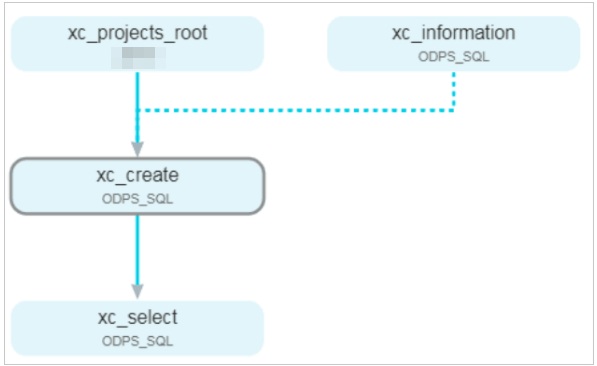 xc_projects_root
xc_information
ODPS_SQL
xc_create
ODPS_SQL
xc_select
ODPS_SQL